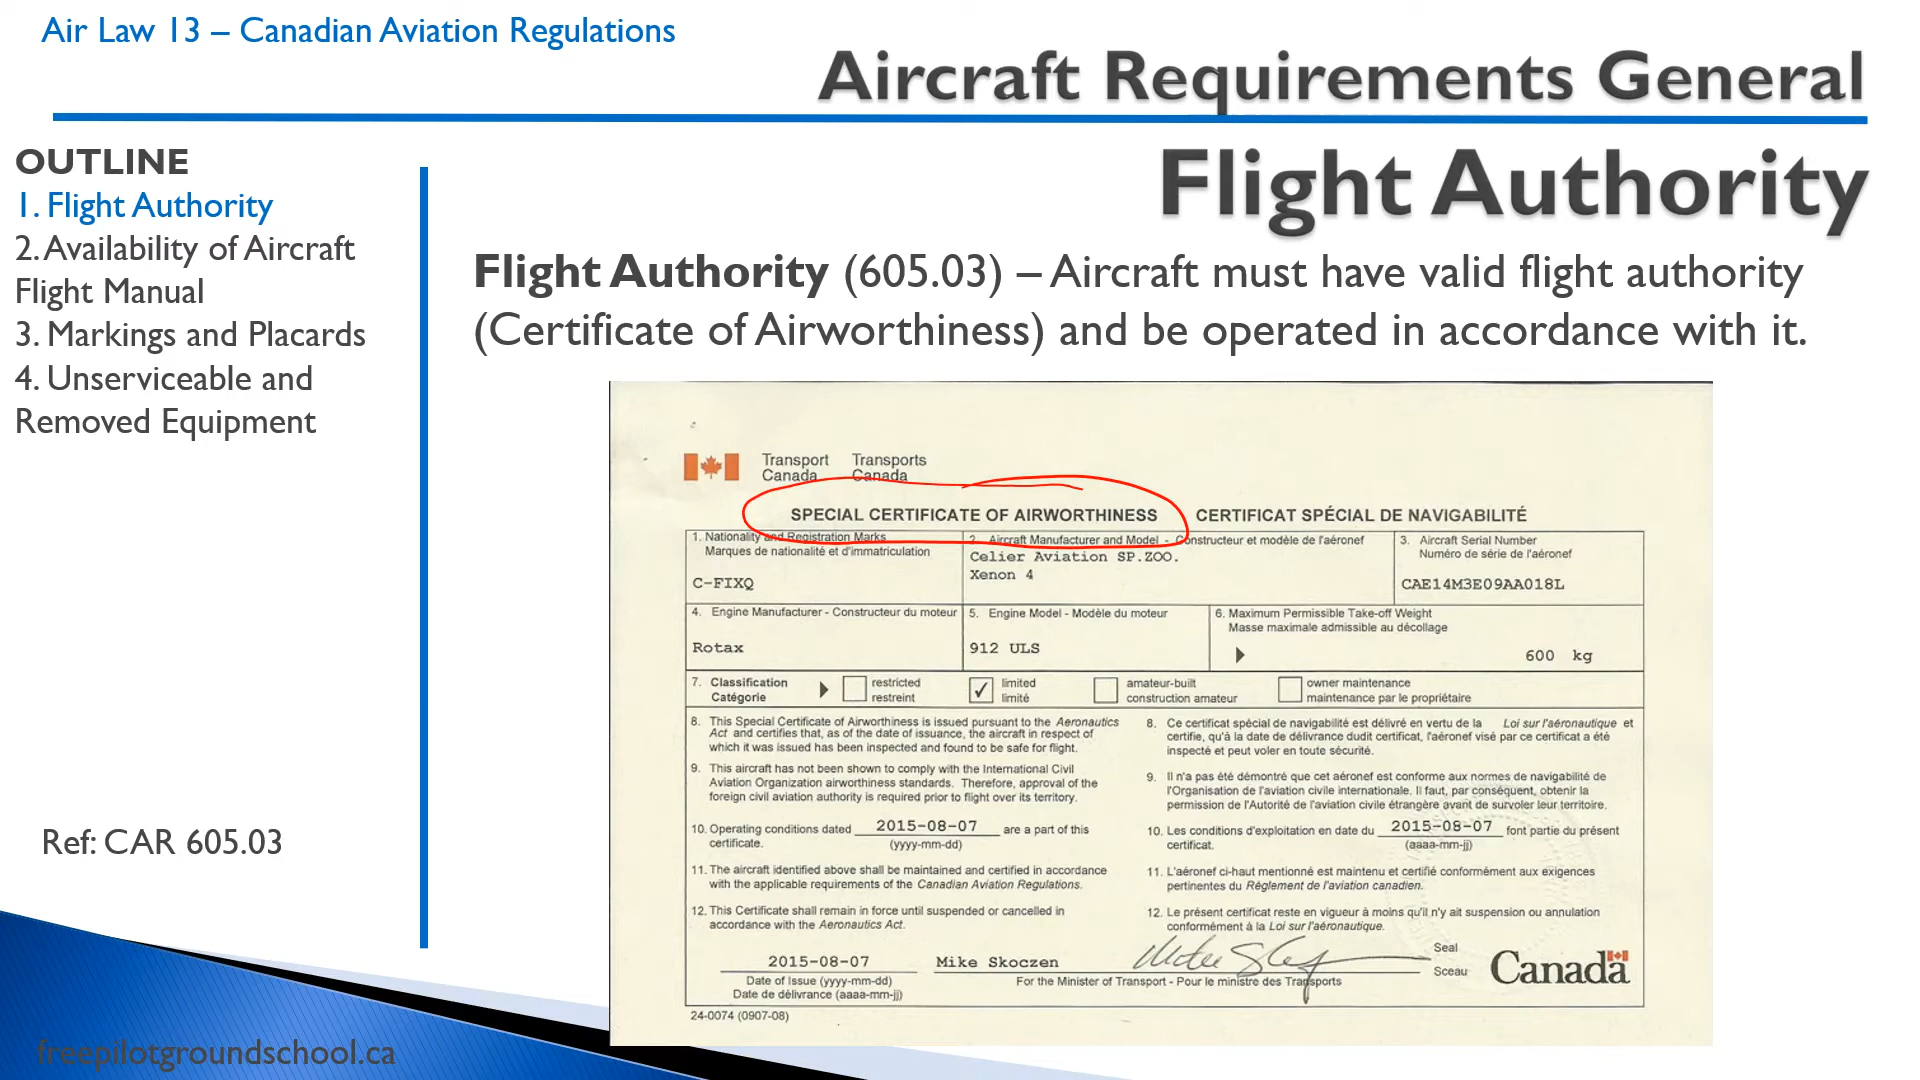 Air Law 13 – Canadian Aviation Regulations
Aircraft Requirements General
OUTLINE
1. Flight Authority
2. Availability of Aircraft
Flight Manual
3. Markings and Placards
4. Unserviceable and
Removed Equipment
Ref: CAR 605.03
freepilotgroundschool.ca
Flight Authority
Flight Authority (605.03) – Aircraft must have valid flight authority
(Certificate of Airworthiness) and be operated in accordance with it.
Transport Transports
Canada Canada
SPECIAL CERTIFICATE OF AIRWORTHINESS CERTIFICAT SPÉCIAL DE NAVIGABILITÉ
1. Nationality and Registration Marks
Marques de nationalité et d'immatriculation
C-FIXQ
2. Aircraft Manufacturer and Model - Constructeur et modèle de l'aéronef
Celier Aviation SP.ZOO.
Xenon 4
3. Aircraft Serial Number
Numéro de série de l'aéronef
CAE14M3E09AA018L
4. Engine Manufacturer - Constructeur du moteur
Rotax
5. Engine Model - Modèle du moteur
912 ULS
6. Maximum Permissible Take-off Weight
Masse maximale admissible au décollage
600 kg
7. Classification
Catégorie
restricted
restreint
✓ limited
limité
amateur-built
construction amateur
owner maintenance
maintenance par le propriétaire
8. This Special Certificate of Airworthiness is issued pursuant to the Aeronautics
Act and certifies that, as of the date of issuance, the aircraft in respect of
which it was issued has been inspected and found to be safe for flight.
9. This aircraft has not been shown to comply with the International Civil
Aviation Organization airworthiness standards. Therefore, approval of the
foreign civil aviation authority is required prior to flight over its territory.
10. Operating conditions dated 2015-08-07 are a part of this
certificate. (yyyy-mm-dd)
11. The aircraft identified above shall be maintained and certified in accordance
with the applicable requirements of the Canadian Aviation Regulations.
12. This Certificate shall remain in force until suspended or cancelled in
accordance with the Aeronautics Act.
8. Ce certificat spécial de navigabilité est délivré en vertu de la Loi sur l'aéronautique et
certifie, qu'à la date de délivrance dudit certificat, l'aéronef visé par ce certificat a été
inspecté et peut voler en toute sécurité.
9. Il n'a pas été démontré que cet aéronef est conforme aux normes de navigabilité de
l'Organisation de l'aviation civile internationale. Il faut, par conséquent, obtenir la
permission de l'Autorité de l'aviation civile étrangère avant de survoler leur territoire.
10. Les conditions d'exploitation en date du 2015-08-07 font partie du présent
certificat. (aaaa-mm-jj)
11. L'aéronef ci-haut mentionné est maintenu et certifié conformément aux exigences
pertinentes du Règlement de l'aviation canadien.
12. Le présent certificat reste en vigueur à moins qu'il n'y ait suspension ou annulation
conformément à la Loi sur l'aéronautique.
2015-08-07
Date of Issue (yyyy-mm-dd)
Date de délivrance (aaaa-mm-jj)
Mike Skoczen
For the Minister of Transport - Pour le ministre des Transports
Seal
Sceau
Canada
24-0074 (0907-08)